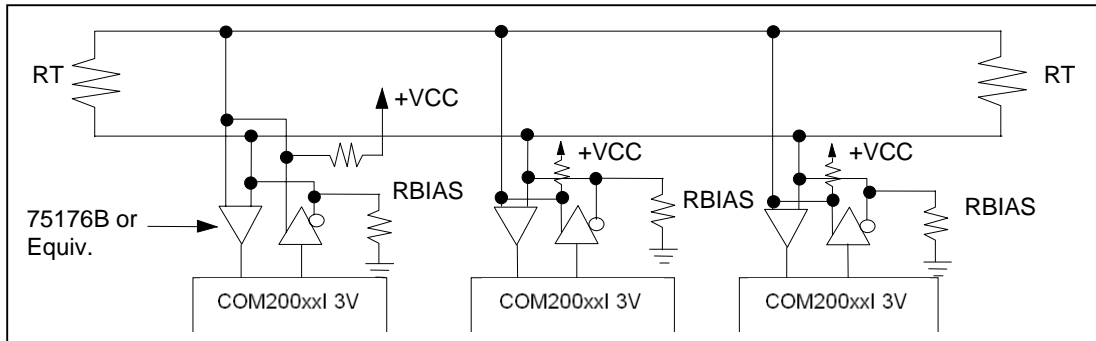 RT
RT
+VCC
+VCC
+VCC
RBIAS
RBIAS
RBIAS
75176B or
Equiv.
COM200xxI 3V
COM200xxI 3V
COM200xxI 3V